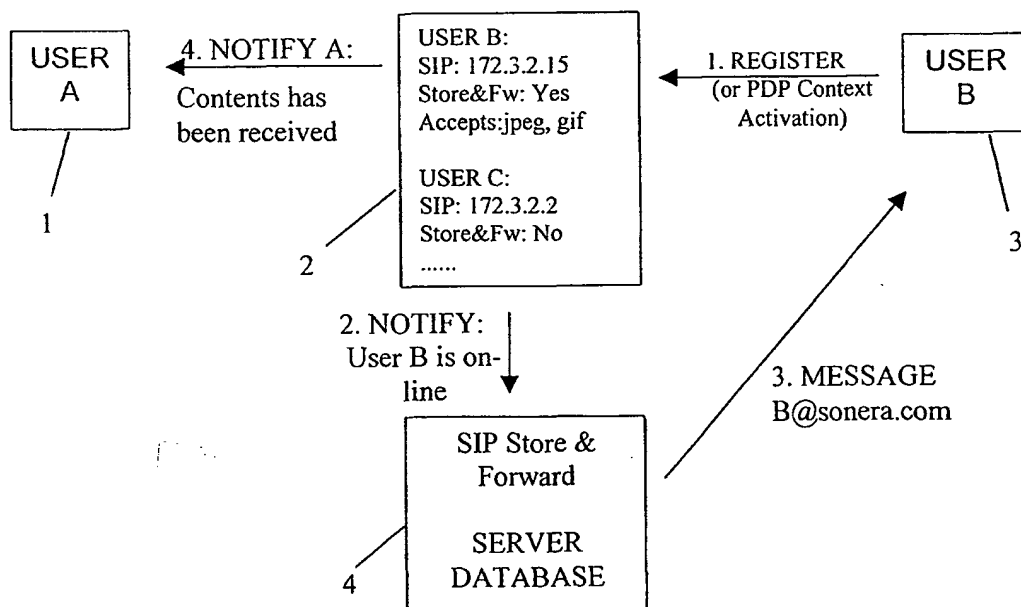 USER
A
1
4. NOTIFY A:
Contents has
been received
USER B:
SIP: 172.3.2.15
Store&Fw: Yes
Accepts:jpeg, gif
USER C:
SIP: 172.3.2.2
Store&Fw: No
......
2
1. REGISTER
(or PDP Context
Activation)
USER
B
3
2. NOTIFY:
User B is on-
line
3. MESSAGE
B@sonera.com
SIP Store &
Forward
SERVER
DATABASE
4